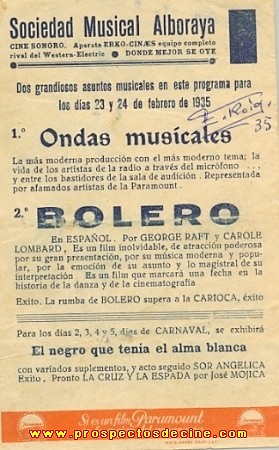 Sociedad Musical Alboraya
CINE SONORO. Aparato ERKO-CINÆS equipo completo
rival del Western-Electric • DONDE MEJOR SE OYE
Dos grandiosos asuntos musicales en este programa para
los días 23 y 24 de febrero de 1935
35
1.° Ondas musicales
La más moderna producción con el más moderno tema; la
vida de los artistas de la radio a través del micrófono . . .
y entre los bastidores de la sala de audición. Representada
por afamados artistas de la Paramount.
2.° BOLERO
En ESPAÑOL. Por GEORGE RAFT y CAROLE
LOMBARD, Es un film inolvidable, de atracción poderosa
por su gran presentación, por su música moderna y popu-
lar, por la emoción de su asunto y lo magistral de su
interpretación Es un film que marcará una fecha en
la historia de la danza y de la cinematografía
Exito. La rumba de BOLERO supera a la CARIOCA, éxito
Para los días 2, 3, 4 y 5, días de CARNAVAL, se exhibirá
El negro que tenia el alma blanca
con variados suplementos, y acto seguido SOR ANGELICA
Exito, Pronto LA CRUZ Y LA ESPADA por José MOJICA
Si es un film Paramount
www.prospectosdecine.com